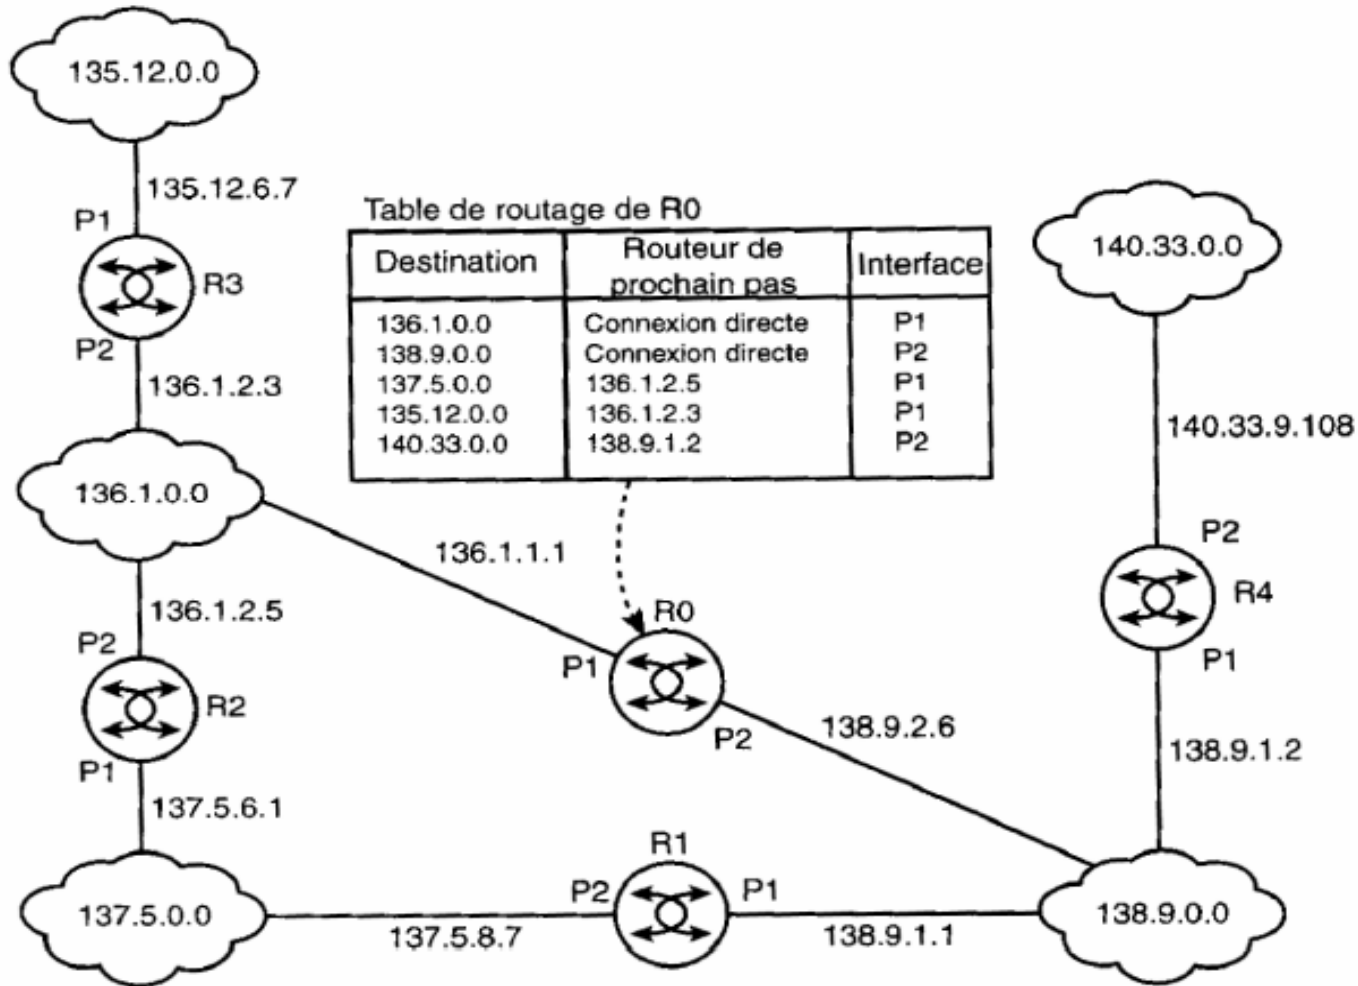 135.12.0.0
135.12.6.7
P1
R3
P2
136.1.2.3
Table de routage de R0
Destination Routeur de prochain pas Interface
136.1.0.0 Connexion directe P1
138.9.0.0 Connexion directe P2
137.5.0.0 136.1.2.5 P1
135.12.0.0 136.1.2.3 P1
140.33.0.0 138.9.1.2 P2
140.33.0.0
140.33.9.108
136.1.0.0
136.1.1.1
136.1.2.5
P2
R2
P1
137.5.6.1
R0
P1
P2
138.9.2.6
P2
R4
P1
138.9.1.2
137.5.0.0
137.5.8.7
R1
P2
P1
138.9.1.1
138.9.0.0